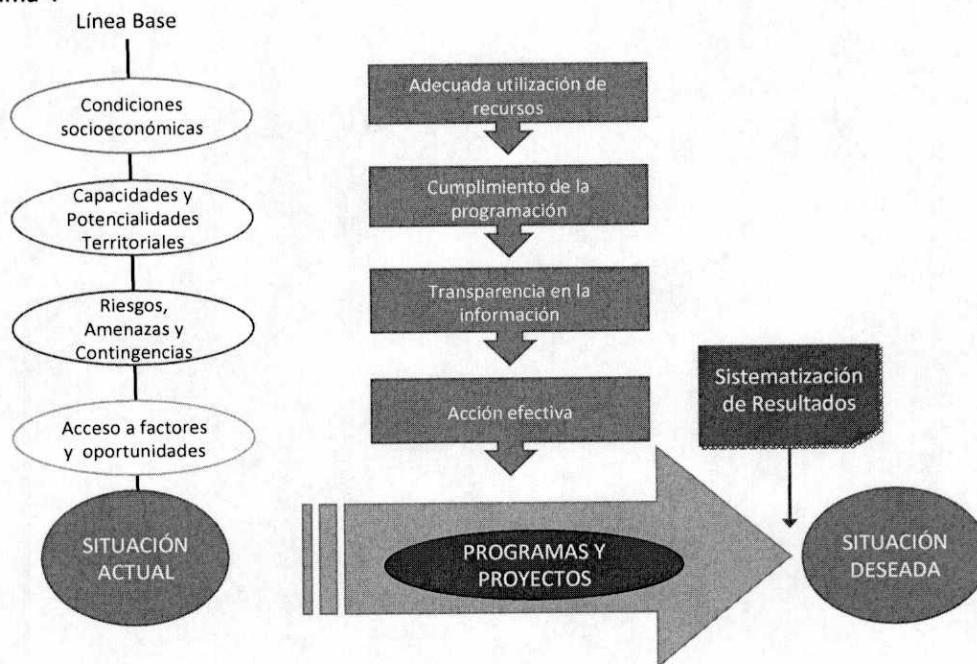 Línea Base
Condiciones
socioeconómicas
Capacidades y
Potencialidades
Territoriales
Riesgos,
Amenazas y
Contingencias
Acceso a factores
y oportunidades
SITUACIÓN
ACTUAL
Adecuada utilización de
recursos
Cumplimiento de la
programación
Transparencia en la
información
Acción efectiva
PROGRAMAS Y
PROYECTOS
Sistematización
de Resultados
SITUACIÓN
DESEADA